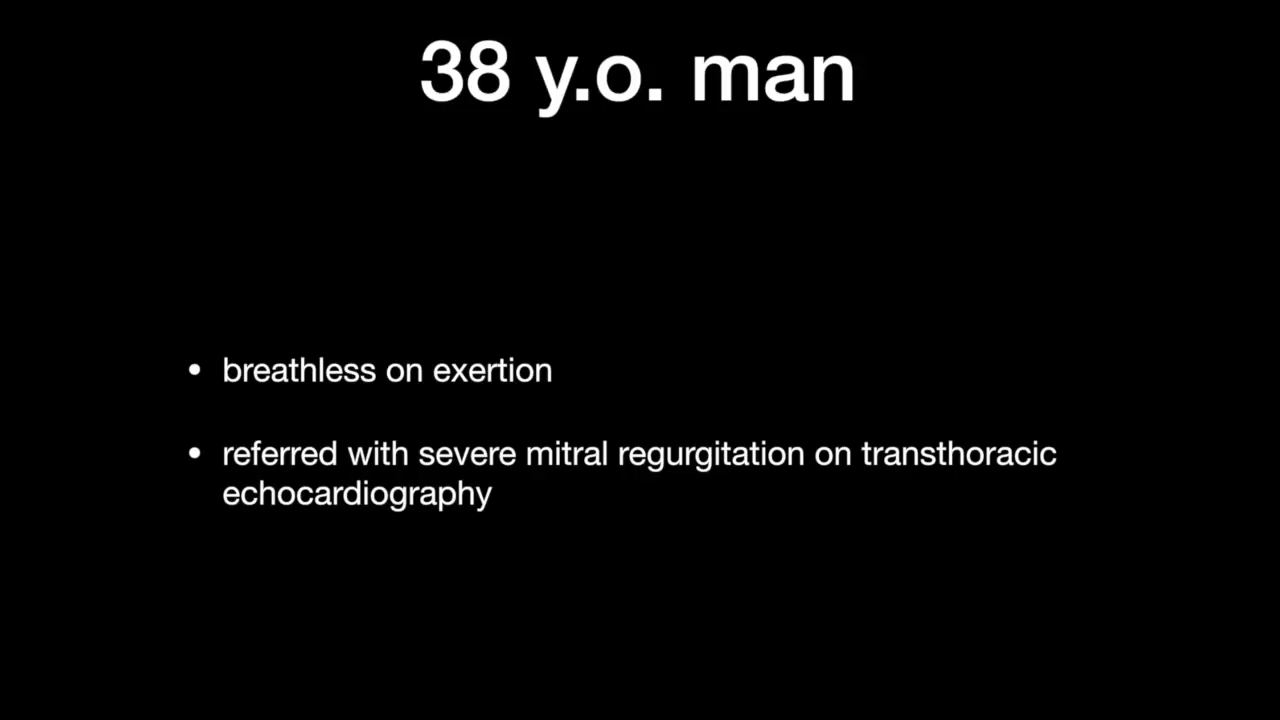 38 y.o. man
• breathless on exertion
• referred with severe mitral regurgitation on transthoracic
echocardiography